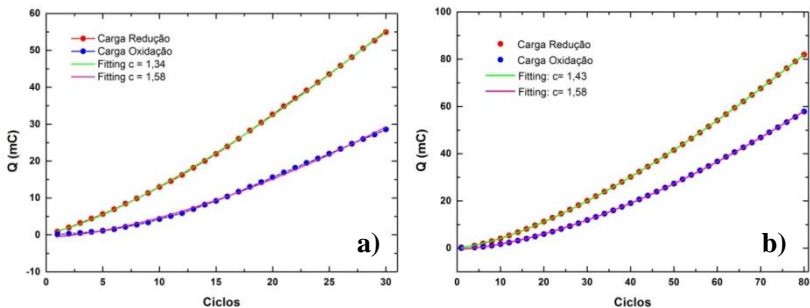 60
50
40
30
20
10
0
-10
Q (mC)
Carga Redução
Carga Oxidação
Fitting c = 1,34
Fitting c = 1,58
a)
0 5 10 15 20 25 30
Ciclos
100
80
60
40
20
0
Q (mC)
Carga Redução
Carga Oxidação
Fitting: c= 1,43
Fitting: c= 1,58
b)
0 10 20 30 40 50 60 70 80
Ciclos